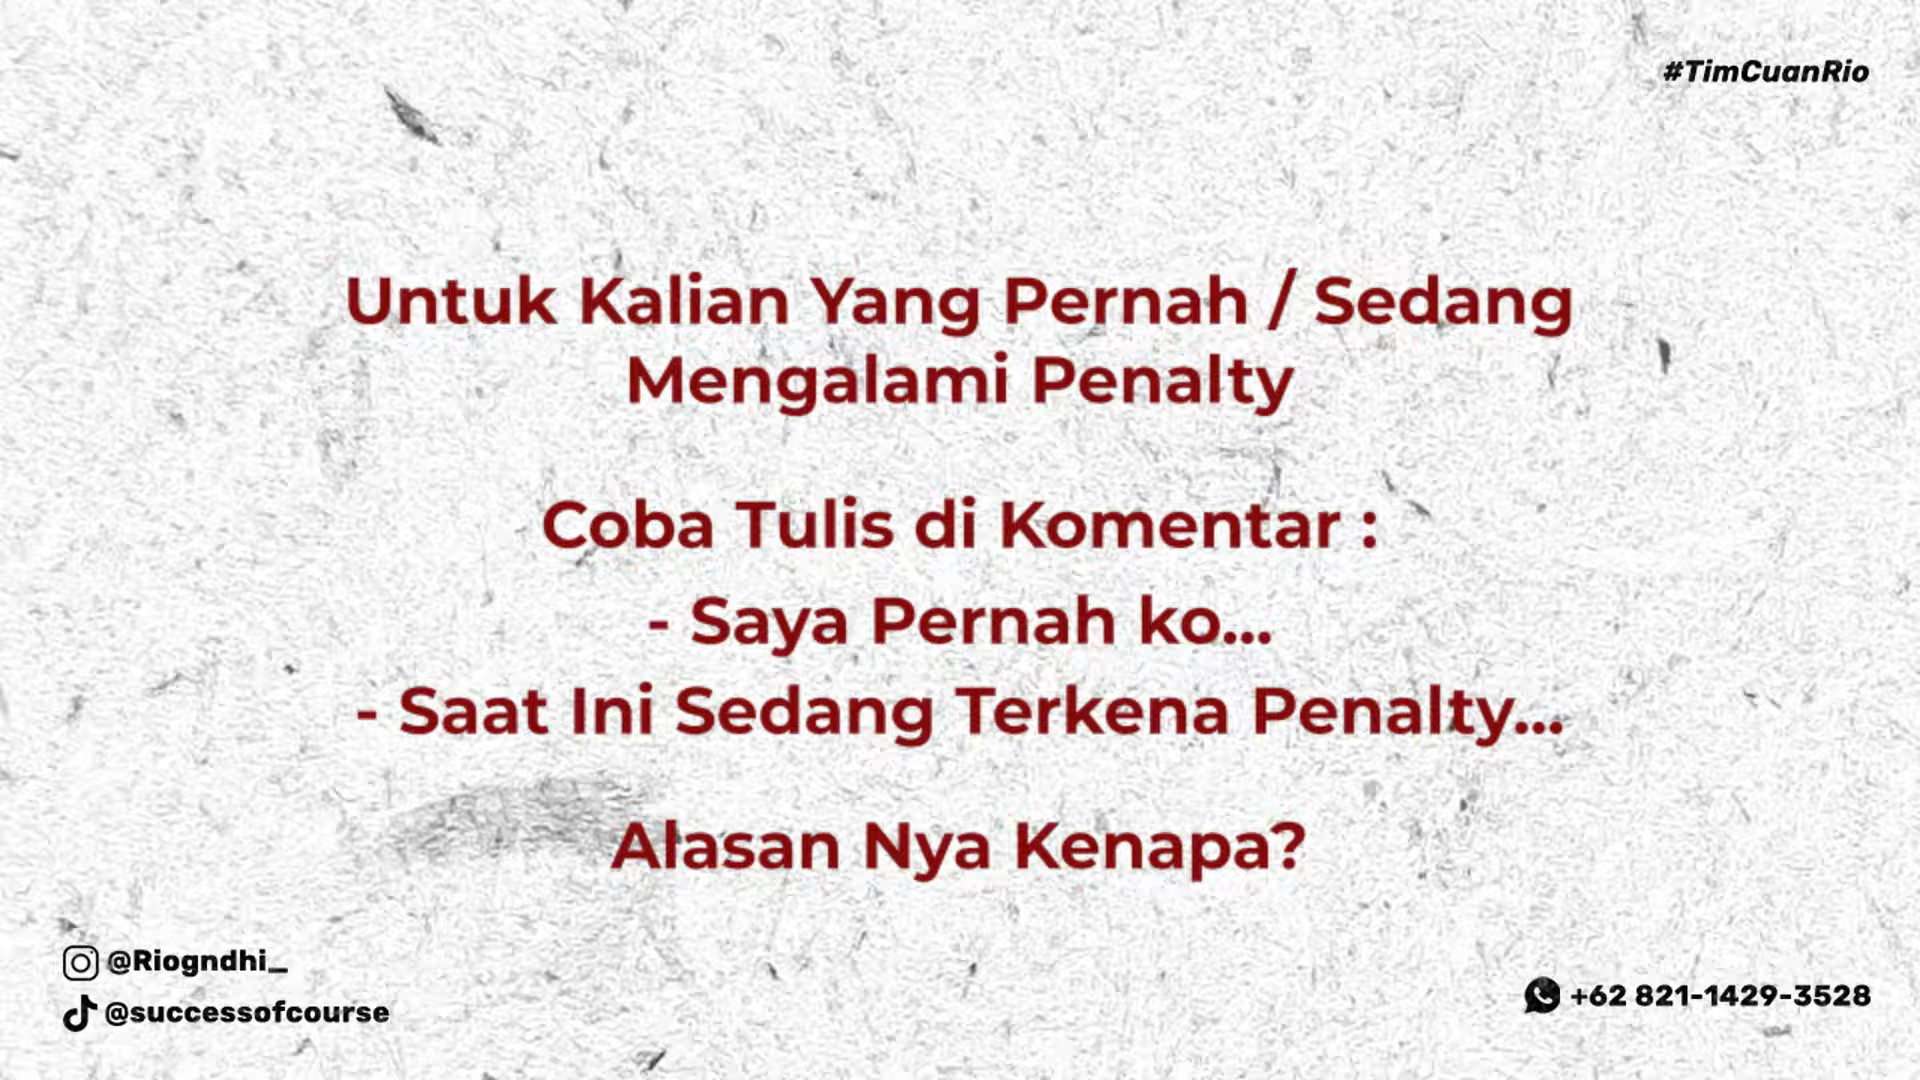 #TimCuanRio
Untuk Kalian Yang Pernah / Sedang
Mengalami Penalty
Coba Tulis di Komentar :
- Saya Pernah ko...
- Saat Ini Sedang Terkena Penalty...
Alasan Nya Kenapa?
@Riogndhi_
@successofcourse
+62 821-1429-3528